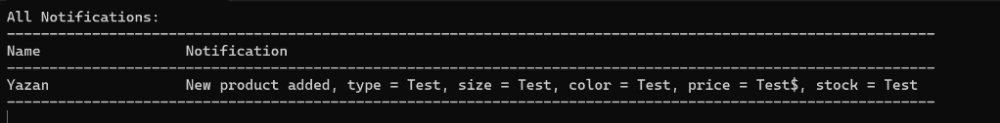 All Notifications:
--------------------------------------------------------------------------------------------------------------
Name                 Notification
--------------------------------------------------------------------------------------------------------------
Yazan                New product added, type = Test, size = Test, color = Test, price = Test$, stock = Test
--------------------------------------------------------------------------------------------------------------